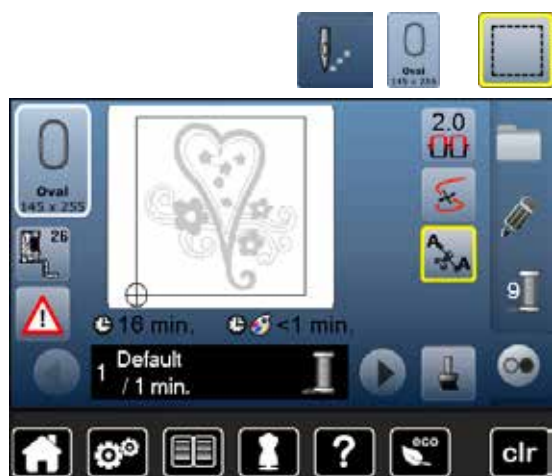 Oval
145 x 255
Oval
145 x 255
2.0
26
A
A
9
16 min.
<1 min.
1 Default
/ 1 min.
?
eco
clr